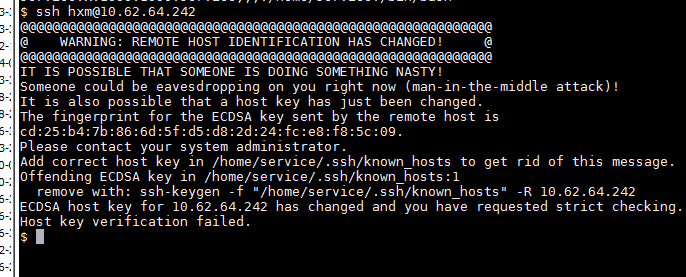 $ ssh hxm@10.62.64.242
@@@@@@@@@@@@@@@@@@@@@@@@@@@@@@@@@@@@@@@@@@@@@@@@@@@@@@@@@@@
@    WARNING: REMOTE HOST IDENTIFICATION HAS CHANGED!     @
@@@@@@@@@@@@@@@@@@@@@@@@@@@@@@@@@@@@@@@@@@@@@@@@@@@@@@@@@@@
IT IS POSSIBLE THAT SOMEONE IS DOING SOMETHING NASTY!
Someone could be eavesdropping on you right now (man-in-the-middle attack)!
It is also possible that a host key has just been changed.
The fingerprint for the ECDSA key sent by the remote host is
cd:25:b4:7b:86:6d:5f:d5:d8:2d:24:fc:e8:f8:5c:09.
Please contact your system administrator.
Add correct host key in /home/service/.ssh/known_hosts to get rid of this message.
Offending ECDSA key in /home/service/.ssh/known_hosts:1
  remove with: ssh-keygen -f "/home/service/.ssh/known_hosts" -R 10.62.64.242
ECDSA host key for 10.62.64.242 has changed and you have requested strict checking.
Host key verification failed.
$